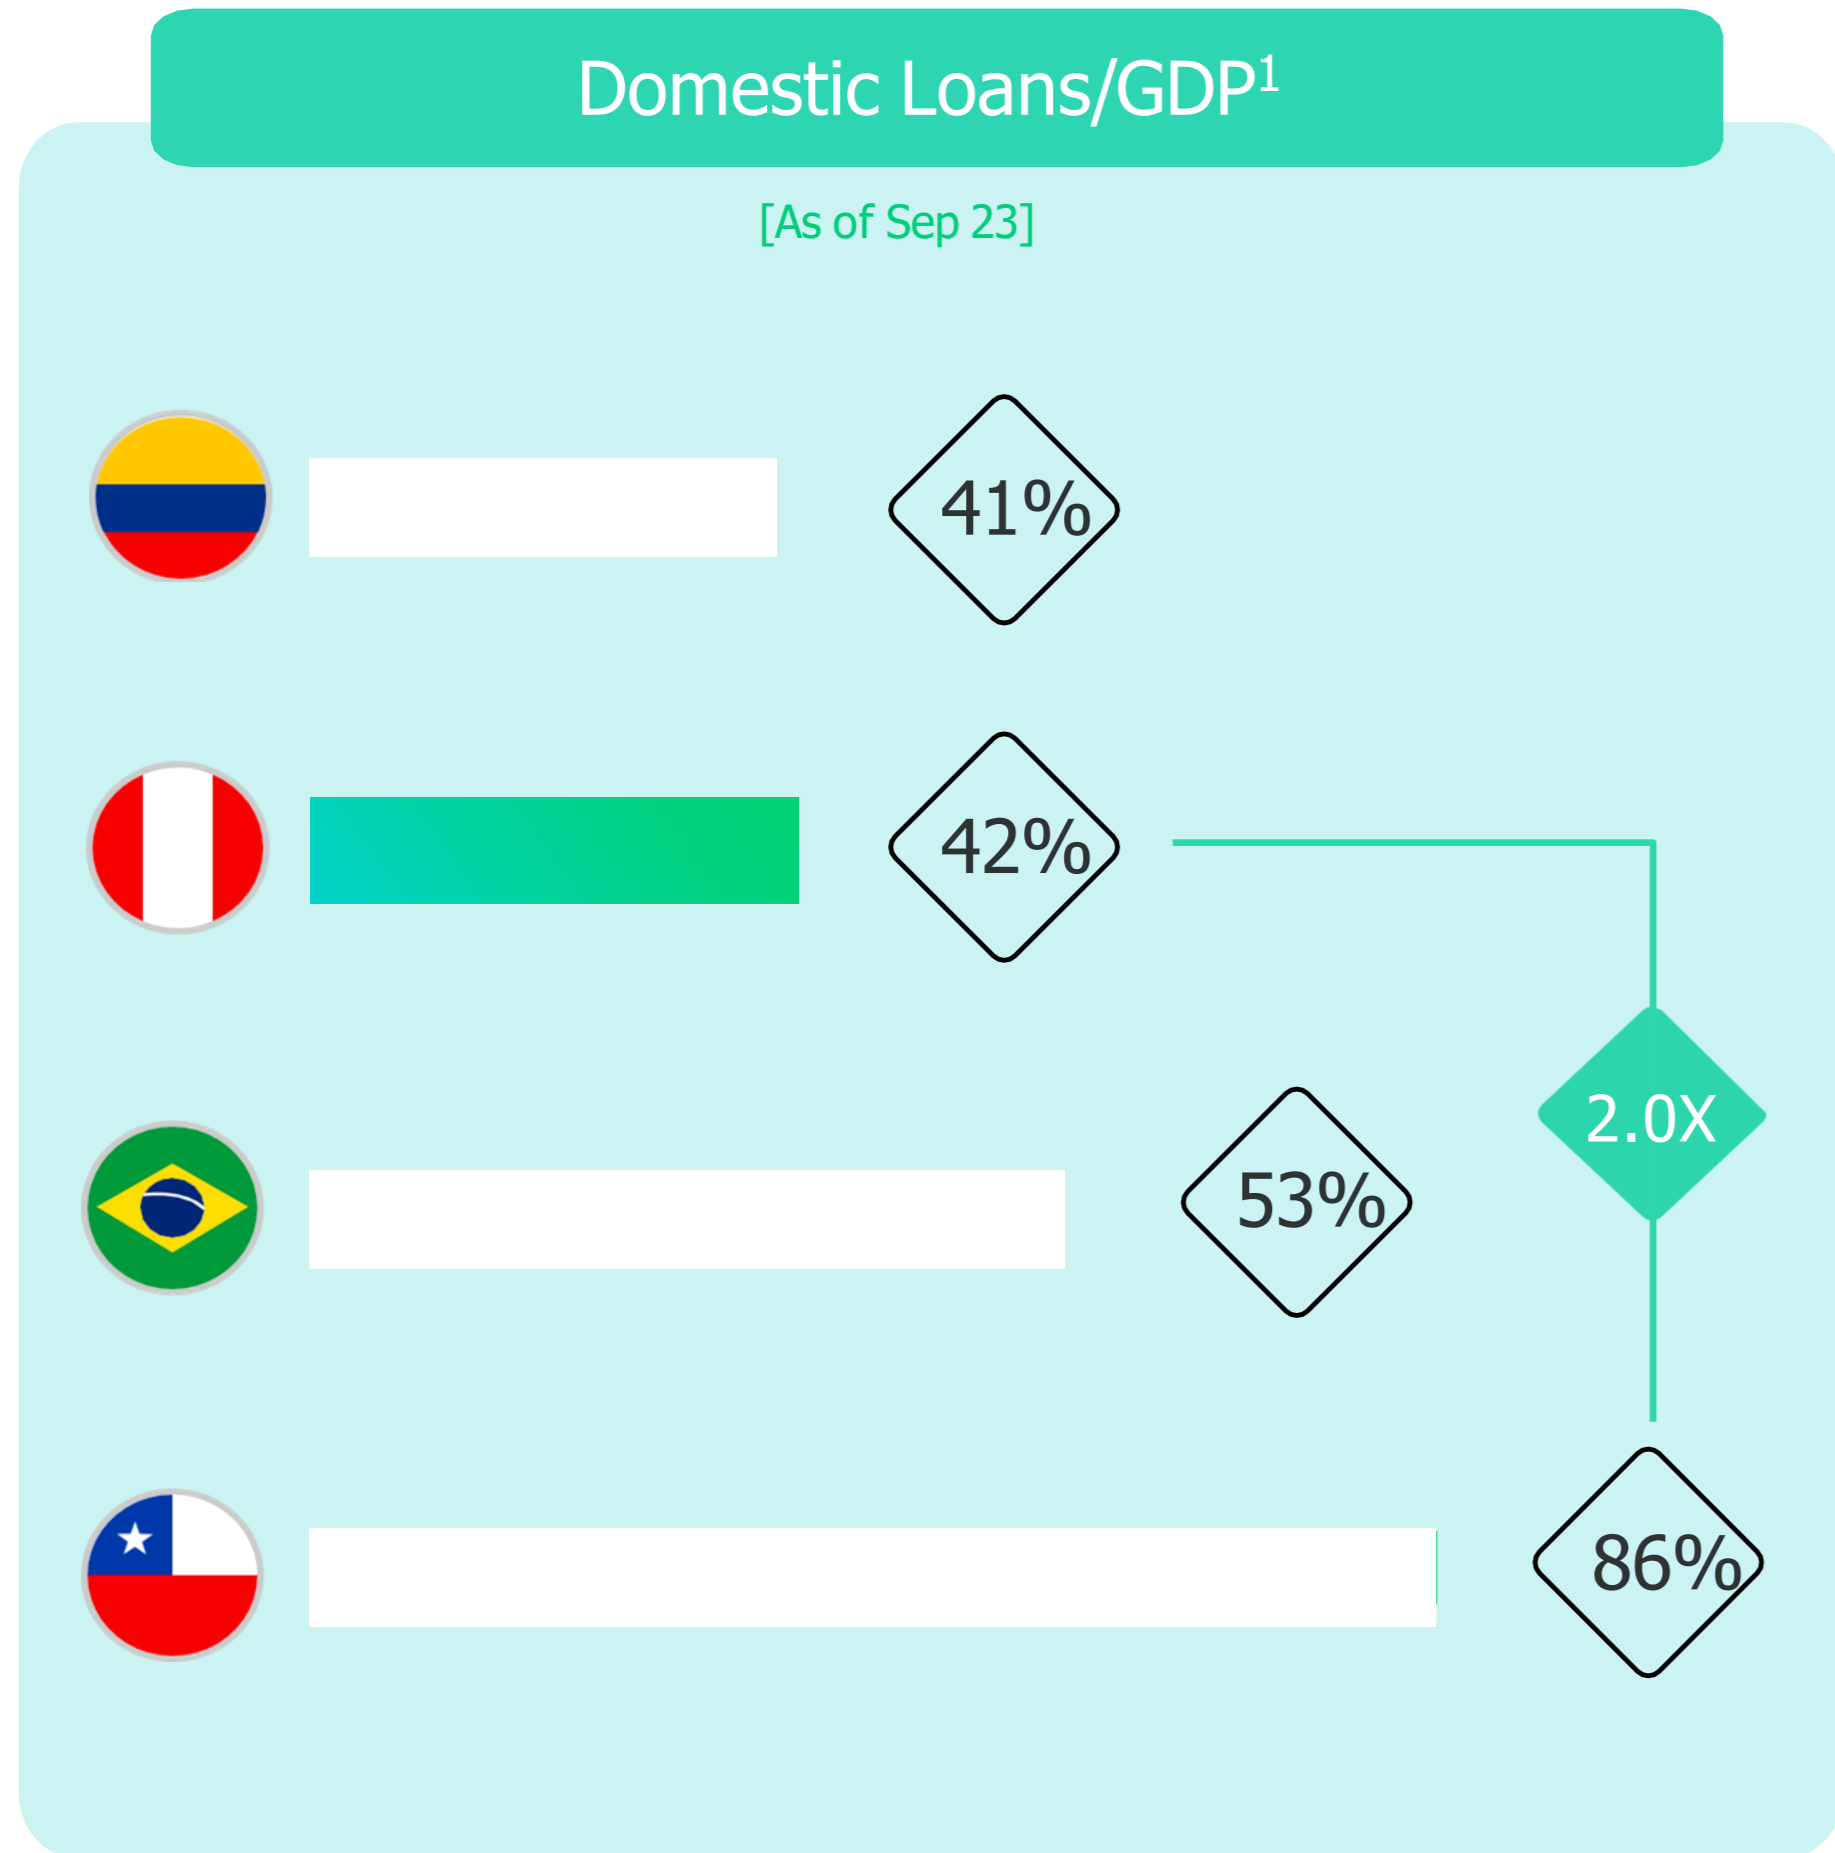 Domestic Loans/GDP¹
[As of Sep 23]
41%
42%
2.0X
53%
86%